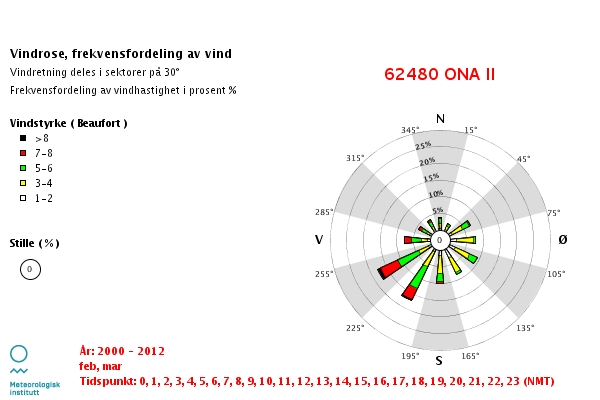 Vindrose, frekvensfordeling av vind
Vindretning deles i sektorer på 30°
Frekvensfordeling av vindhastighet i prosent %
62480 ONA II
Vindstyrke ( Beaufort )
>8
7-8
5-6
3-4
1-2
Stille ( % )
0
N
345°
15°
315°
45°
285°
75°
V
Ø
255°
105°
225°
135°
195°
165°
S
25%
20%
15%
10%
5%
0
Meteorologisk
institutt
År: 2000 - 2012
feb, mar
Tidspunkt: 0, 1, 2, 3, 4, 5, 6, 7, 8, 9, 10, 11, 12, 13, 14, 15, 16, 17, 18, 19, 20, 21, 22, 23 (NMT)